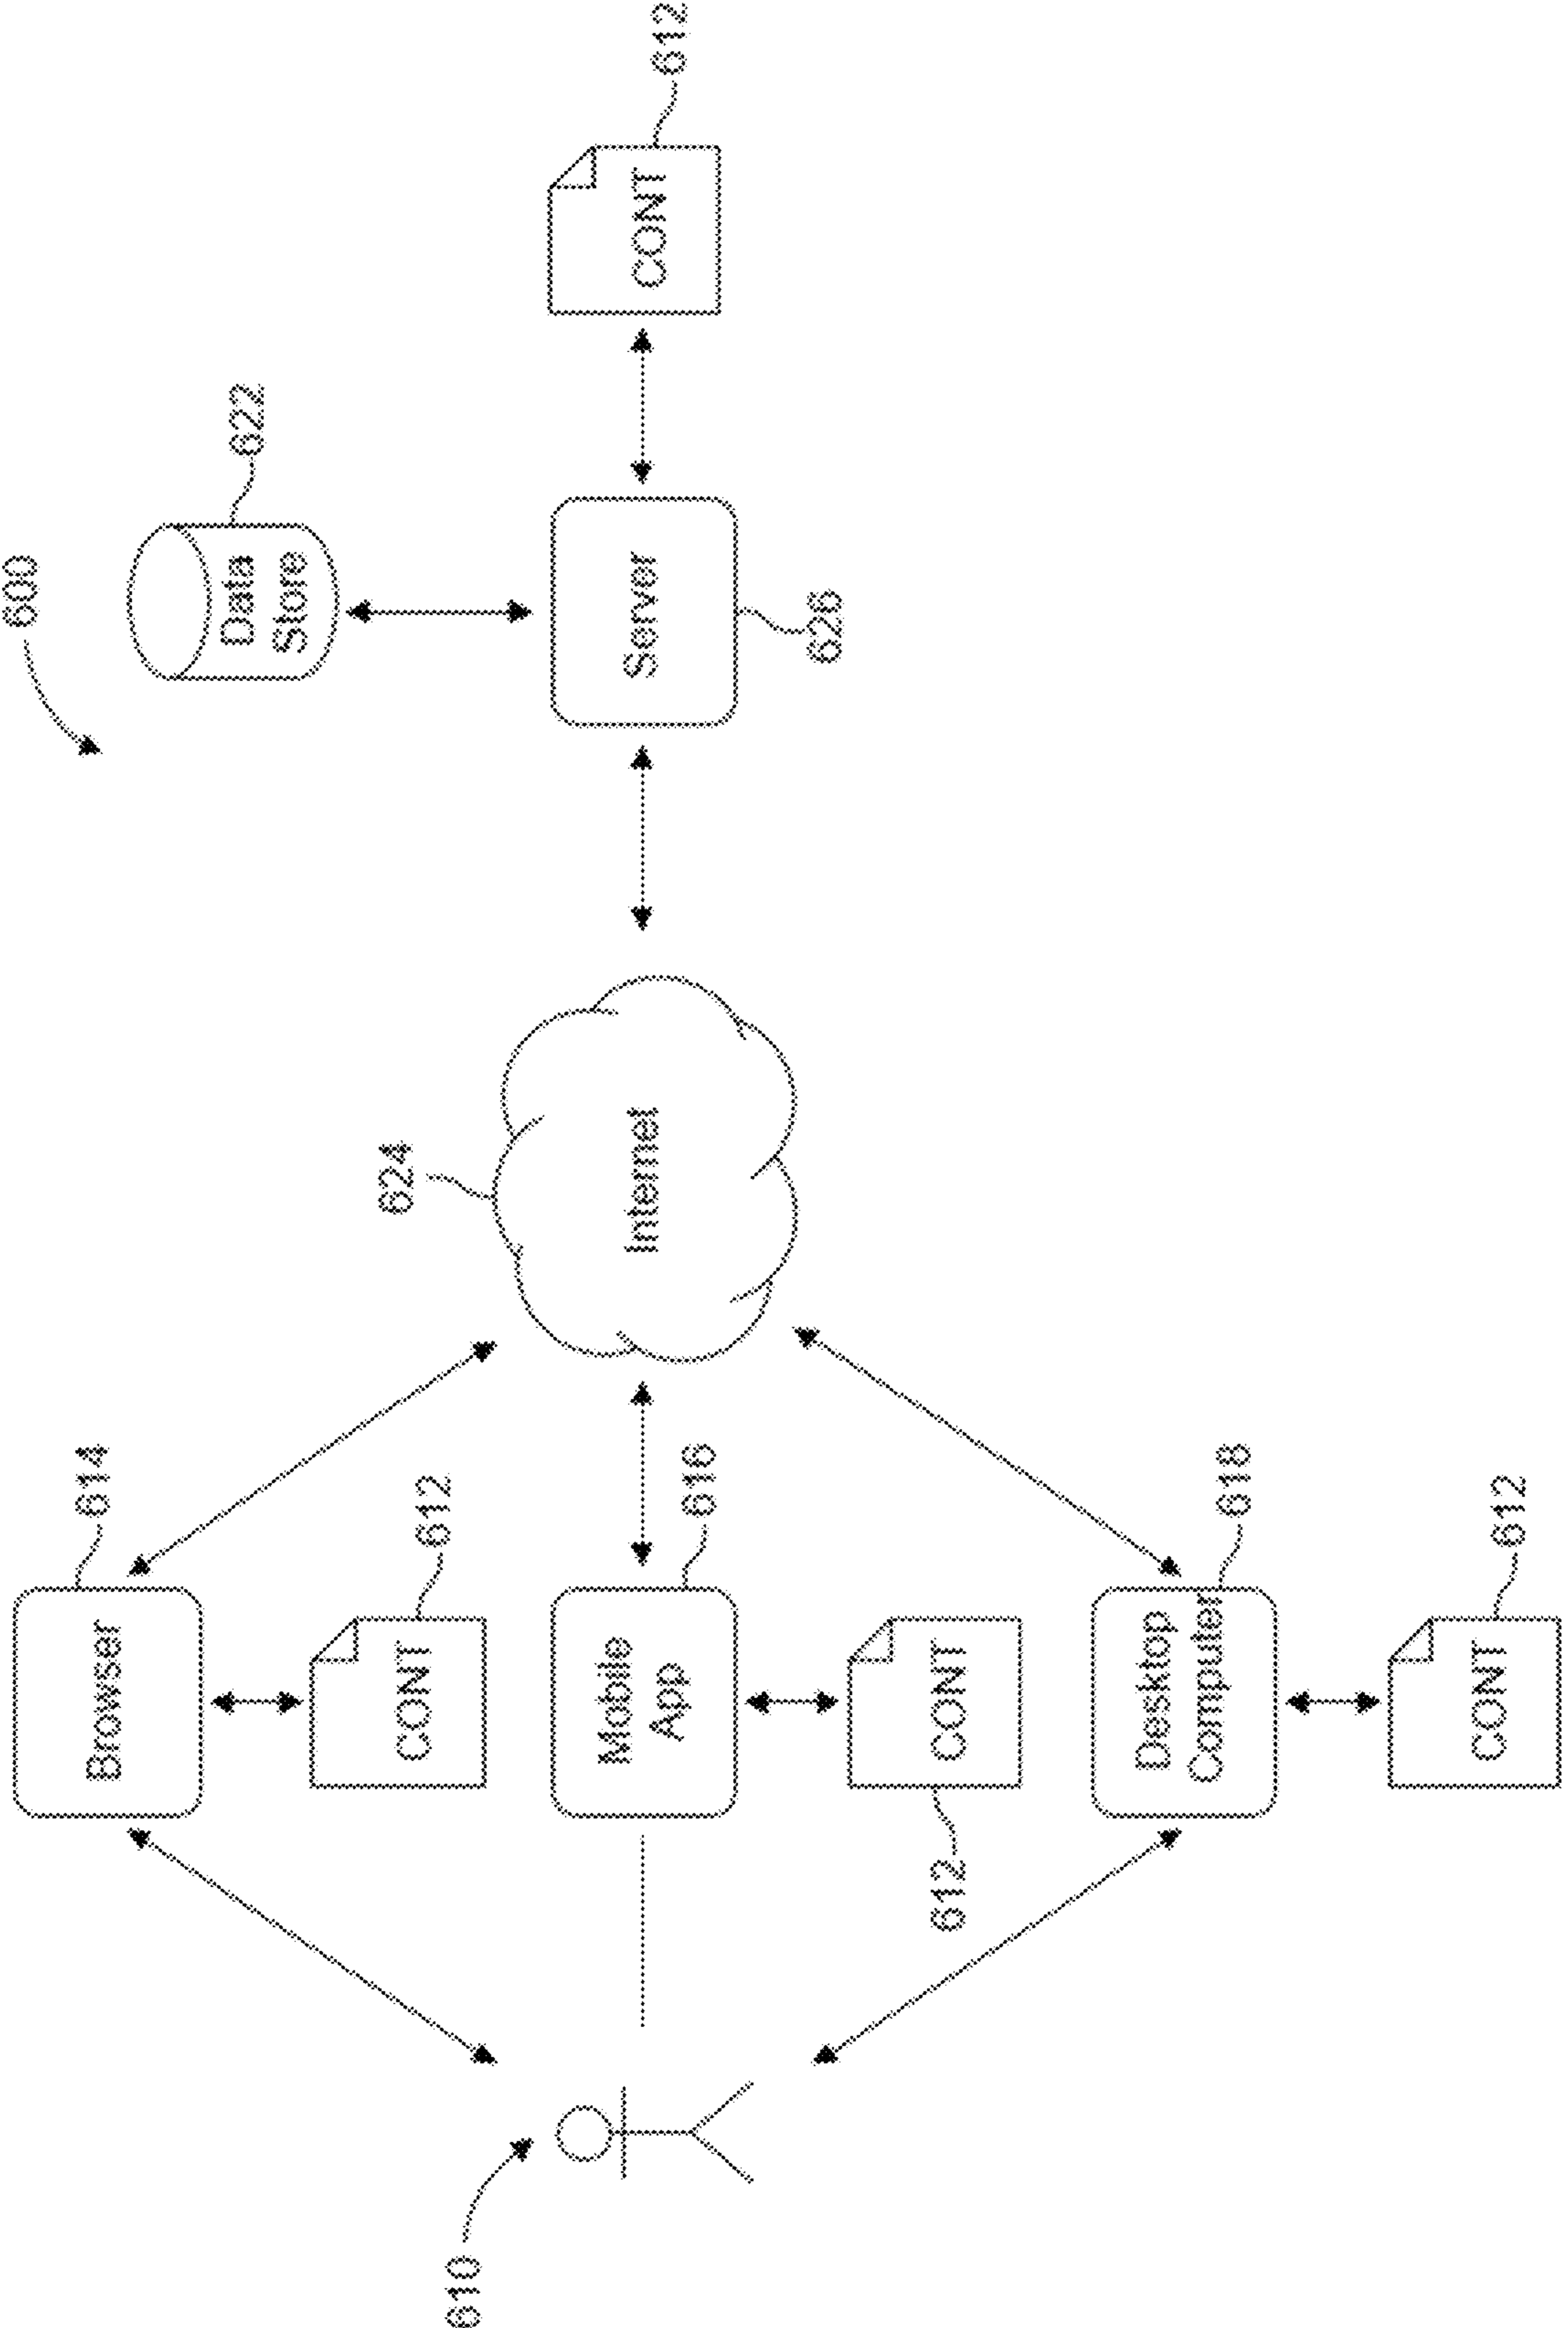 600
614
Browser
622
Data
Store
624
CONT
612
610
Mobile
App
616
Internet
Server
CONT
612
626
612
CONT
Desktop
Computer
618
CONT
612